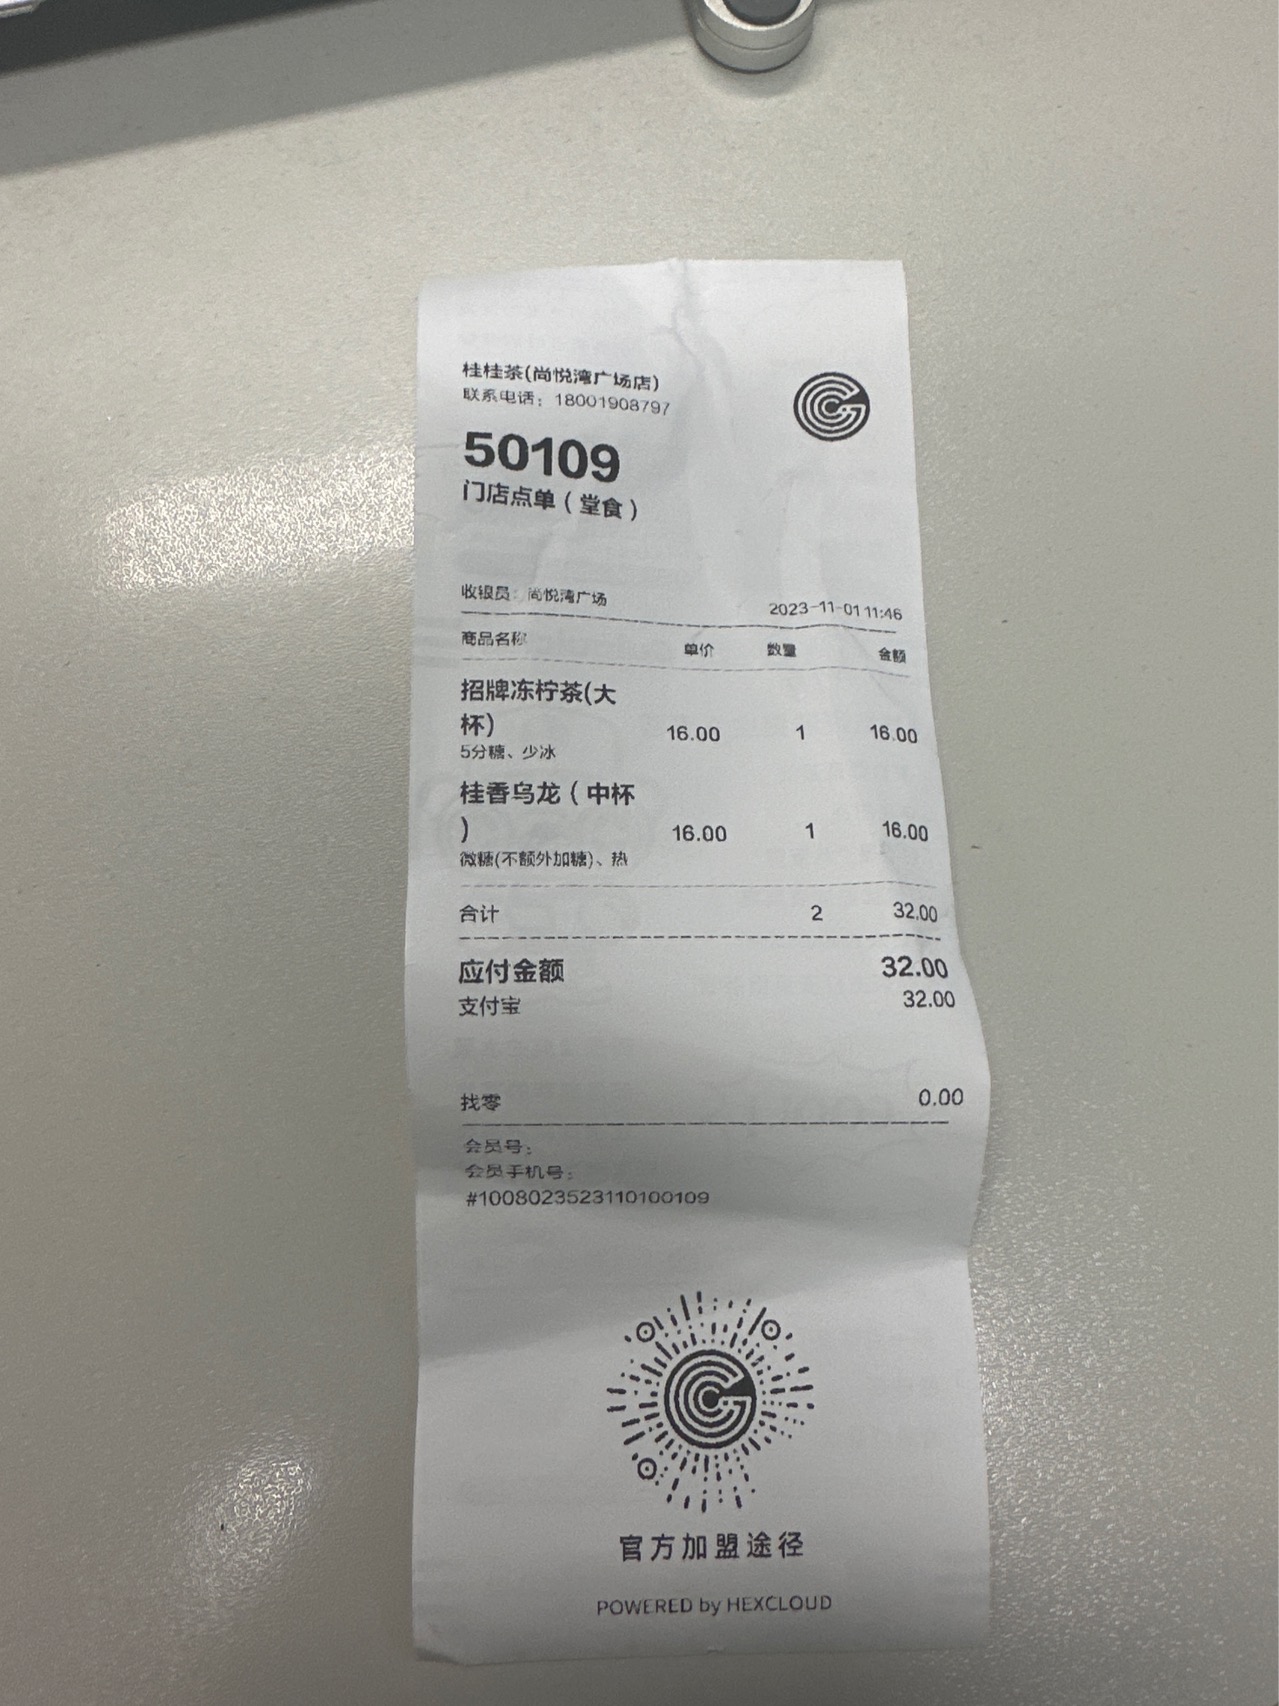 桂桂茶(尚悦湾广场店)
联系电话：18001908797
50109
门店点单（堂食）
收银员：尚悦湾广场 2023-11-01 11:46
商品名称 单价 数量 金额
招牌冻柠茶(大
杯) 16.00 1 16.00
5分糖、少冰
桂香乌龙（中杯
） 16.00 1 16.00
微糖(不额外加糖)、热
合计 2 32.00
应付金额 32.00
支付宝 32.00
找零 0.00
会员号：
会员手机号：
#1008023523110100109
官方加盟途径
POWERED by HEXCLOUD